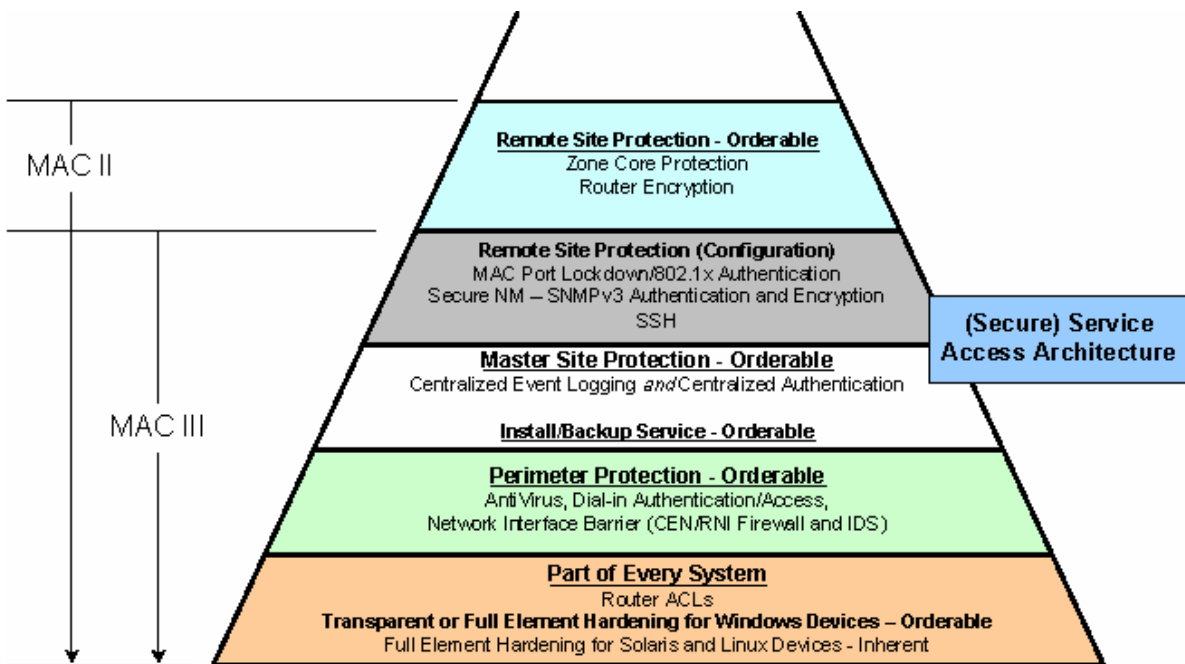 Remote Site Protection - Orderable
Zone Core Protection
Router Encryption
MAC II
Remote Site Protection (Configuration)
MAC Port Lockdown/802.1x Authentication
Secure NM – SNMPv3 Authentication and Encryption
SSH
(Secure) Service
Access Architecture
Master Site Protection - Orderable
Centralized Event Logging and Centralized Authentication
MAC III
Install/Backup Service - Orderable
Perimeter Protection - Orderable
AntiVirus, Dial-in Authentication/Access,
Network Interface Barrier (CEN/RNI Firewall and IDS)
Part of Every System
Router ACLs
Transparent or Full Element Hardening for Windows Devices – Orderable
Full Element Hardening for Solaris and Linux Devices - Inherent